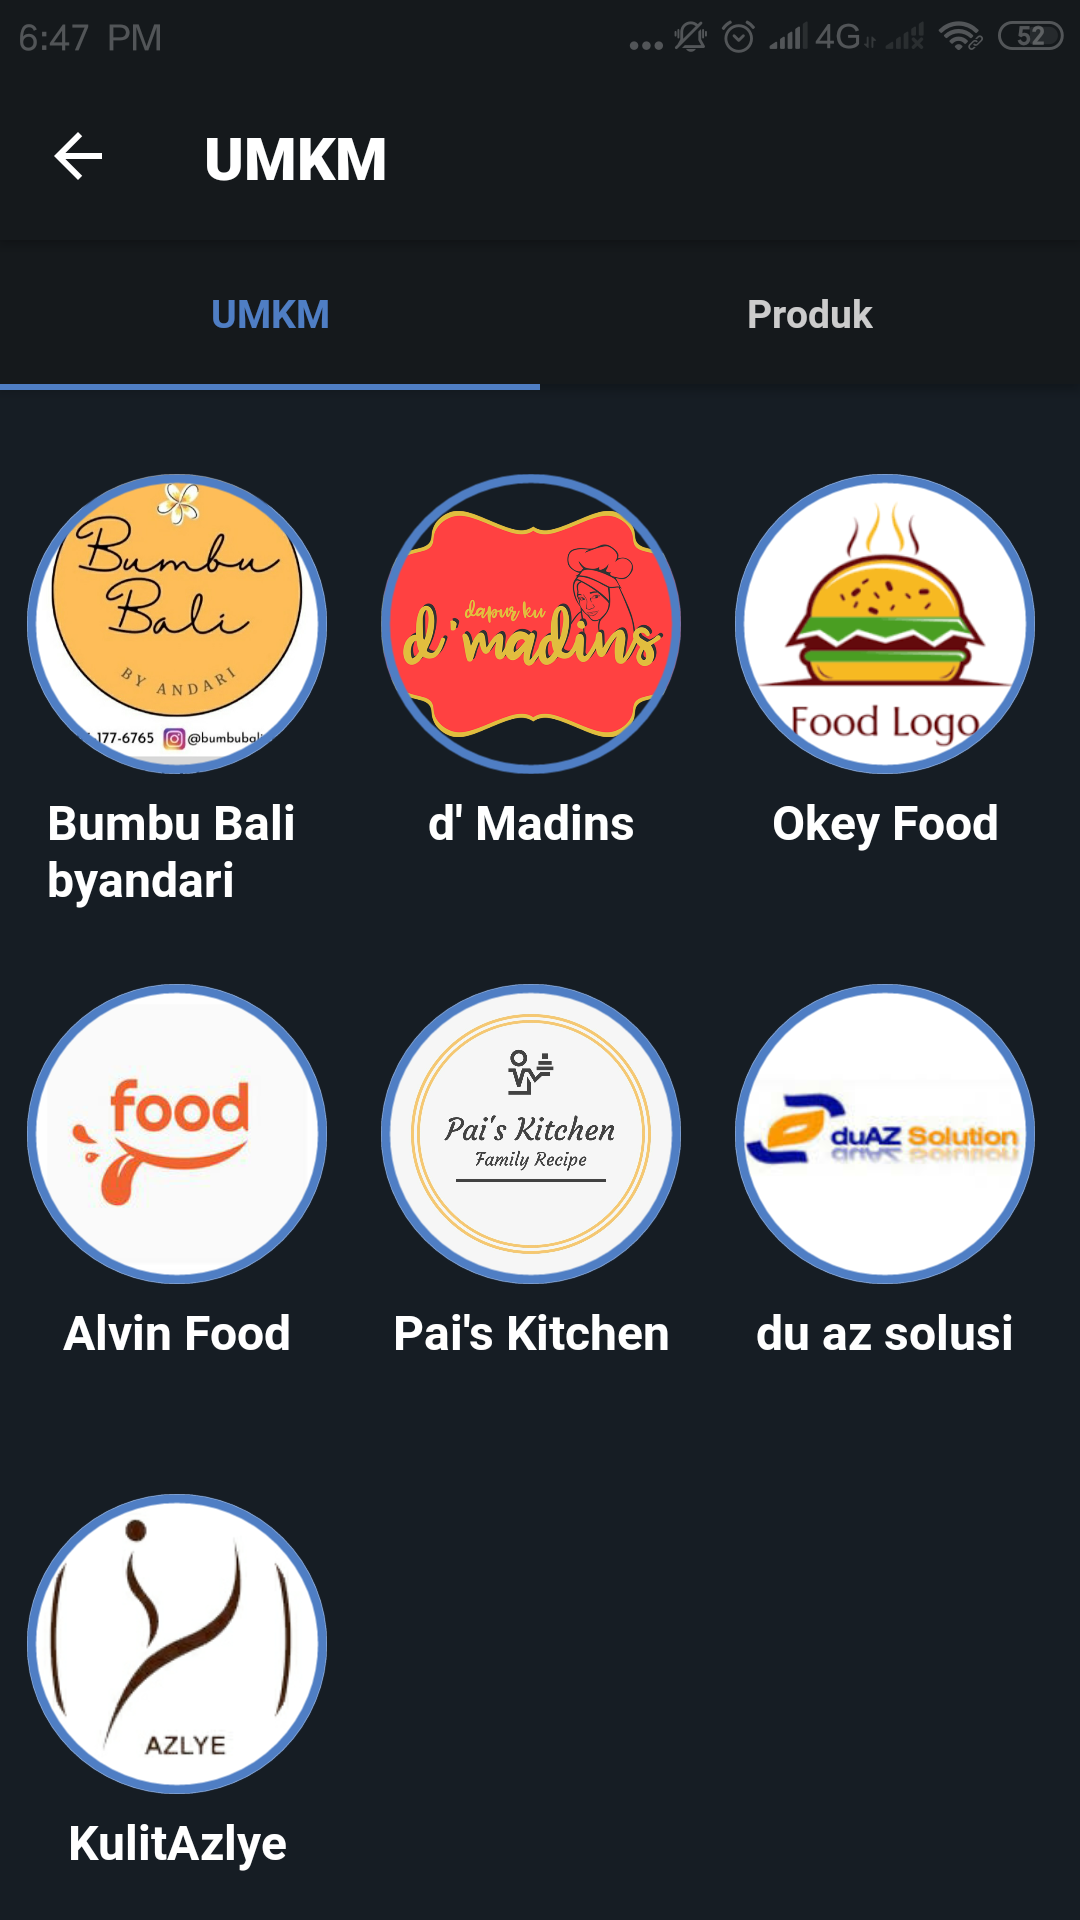 6:47 PM
4G
52
UMKM
UMKM
Produk
Bumbu
Bali
BY ANDARI
177-6765
dapur ku
d'madins
Food Logo
Bumbu Bali
byandari
d' Madins
Okey Food
food
Pai's Kitchen
Family Recipe
duAZ Solution
Alvin Food
Pai's Kitchen
du az solusi
AZLYE
KulitAzlye